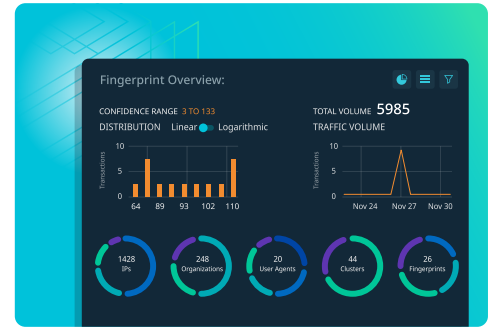 Fingerprint Overview:
CONFIDENCE RANGE 3 TO 133
TOTAL VOLUME 5985
DISTRIBUTION Linear Logarithmic
TRAFFIC VOLUME
Transactions
10
5
0
64 89 93 102 110
Transactions
10
5
0
Nov 24 Nov 27 Nov 30
1428
IPs
248
Organizations
20
User Agents
44
Clusters
26
Fingerprints